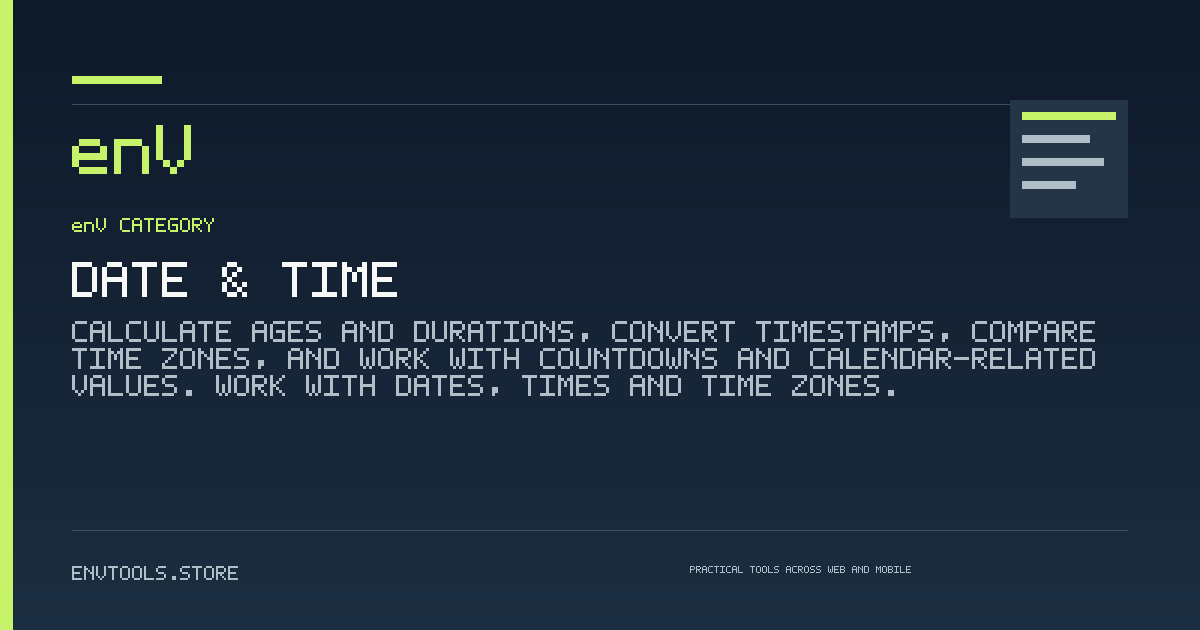 enV
enV CATEGORY
DATE & TIME
CALCULATE AGES AND DURATIONS, CONVERT TIMESTAMPS, COMPARE
TIME ZONES, AND WORK WITH COUNTDOWNS AND CALENDAR-RELATED
VALUES. WORK WITH DATES, TIMES AND TIME ZONES.
ENVTOOLS.STORE
PRACTICAL TOOLS ACROSS WEB AND MOBILE